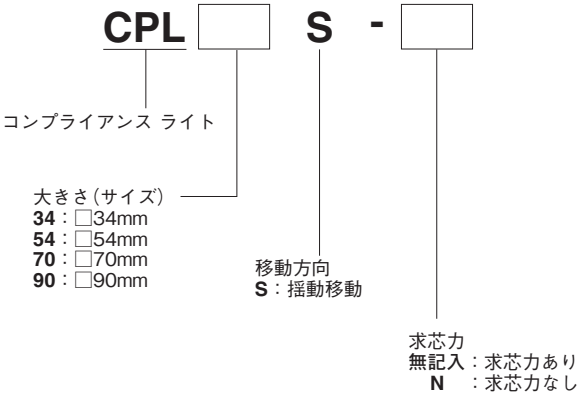 CPL□ S - □
コンプライアンス ライト
大きさ(サイズ)
34：□34mm
54：□54mm
70：□70mm
90：□90mm
移動方向
S：揺動移動
求芯力
無記入：求芯力あり
N ：求芯力なし